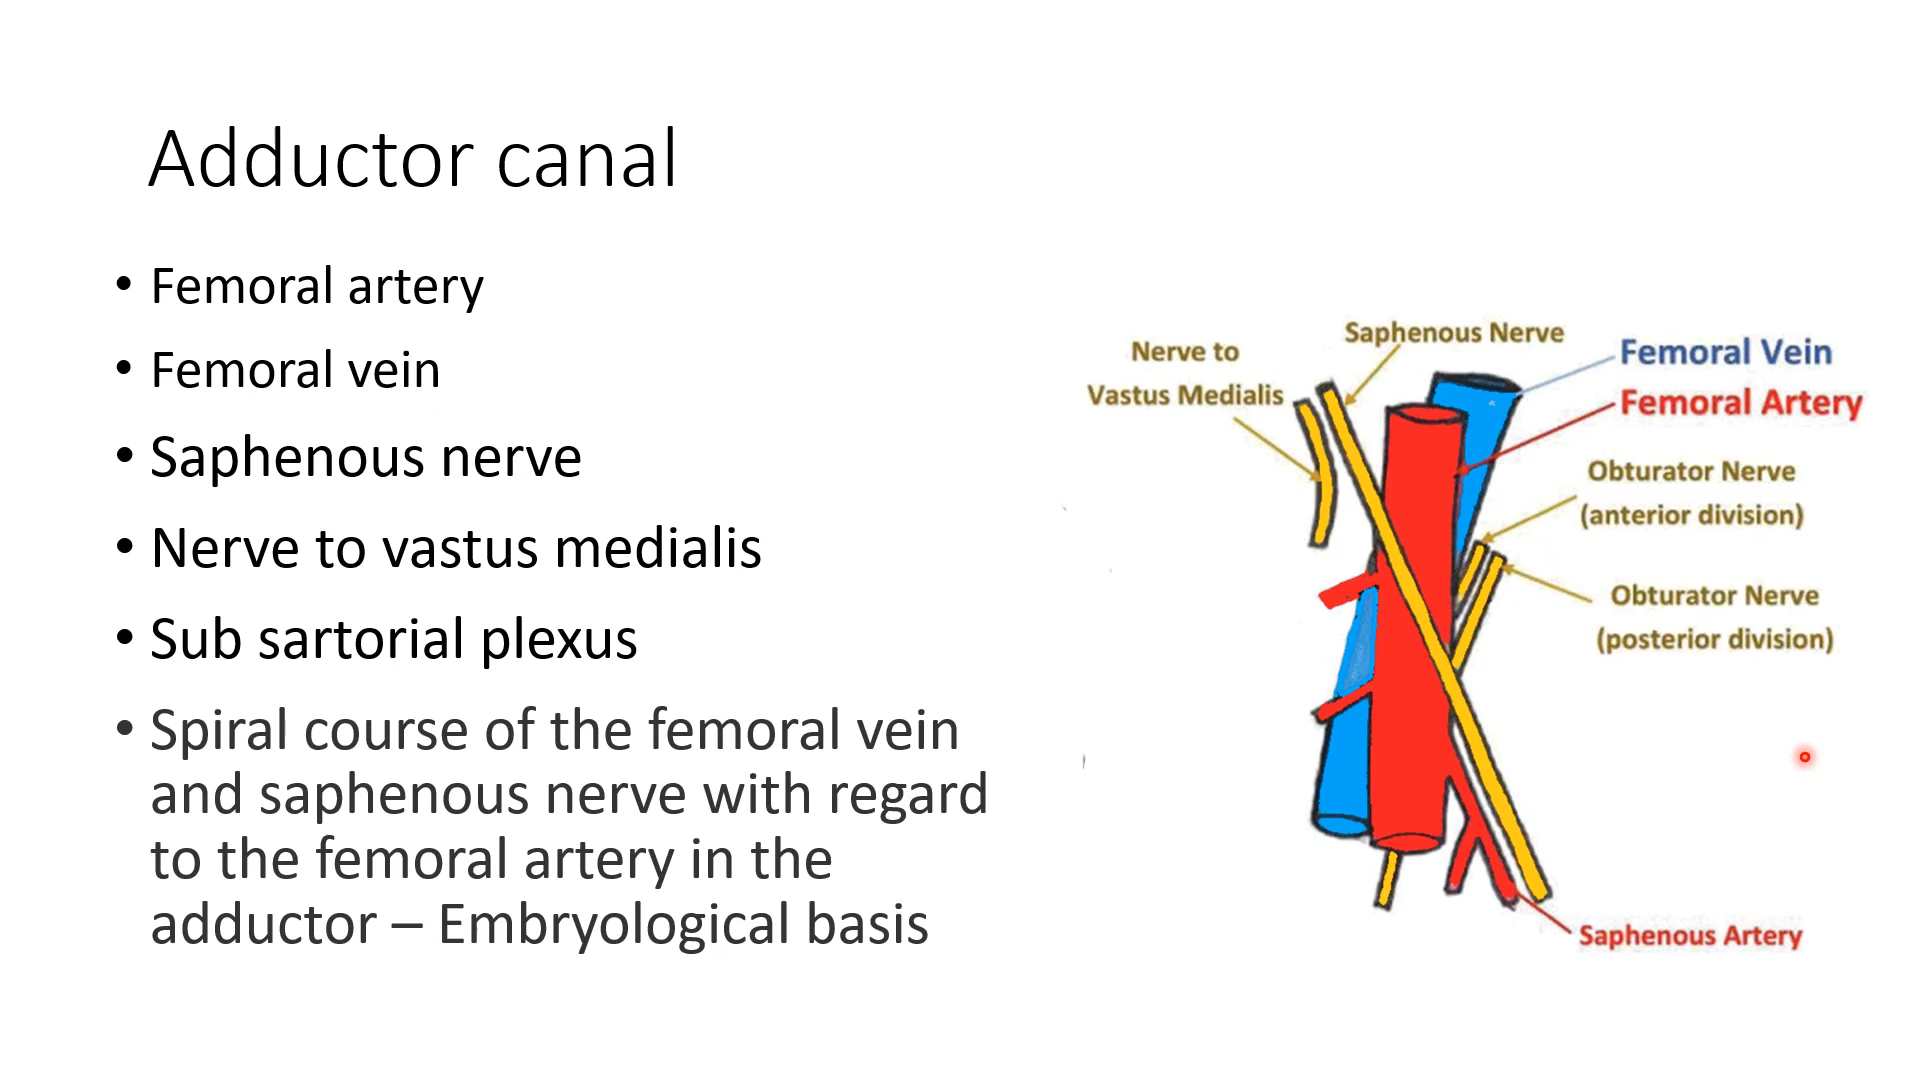 Adductor canal
• Femoral artery
• Femoral vein
• Saphenous nerve
• Nerve to vastus medialis
• Sub sartorial plexus
• Spiral course of the femoral vein
and saphenous nerve with regard
to the femoral artery in the
adductor – Embryological basis
Saphenous Nerve
Nerve to
Vastus Medialis
Femoral Vein
Femoral Artery
Obturator Nerve
(anterior division)
Obturator Nerve
(posterior division)
Saphenous Artery